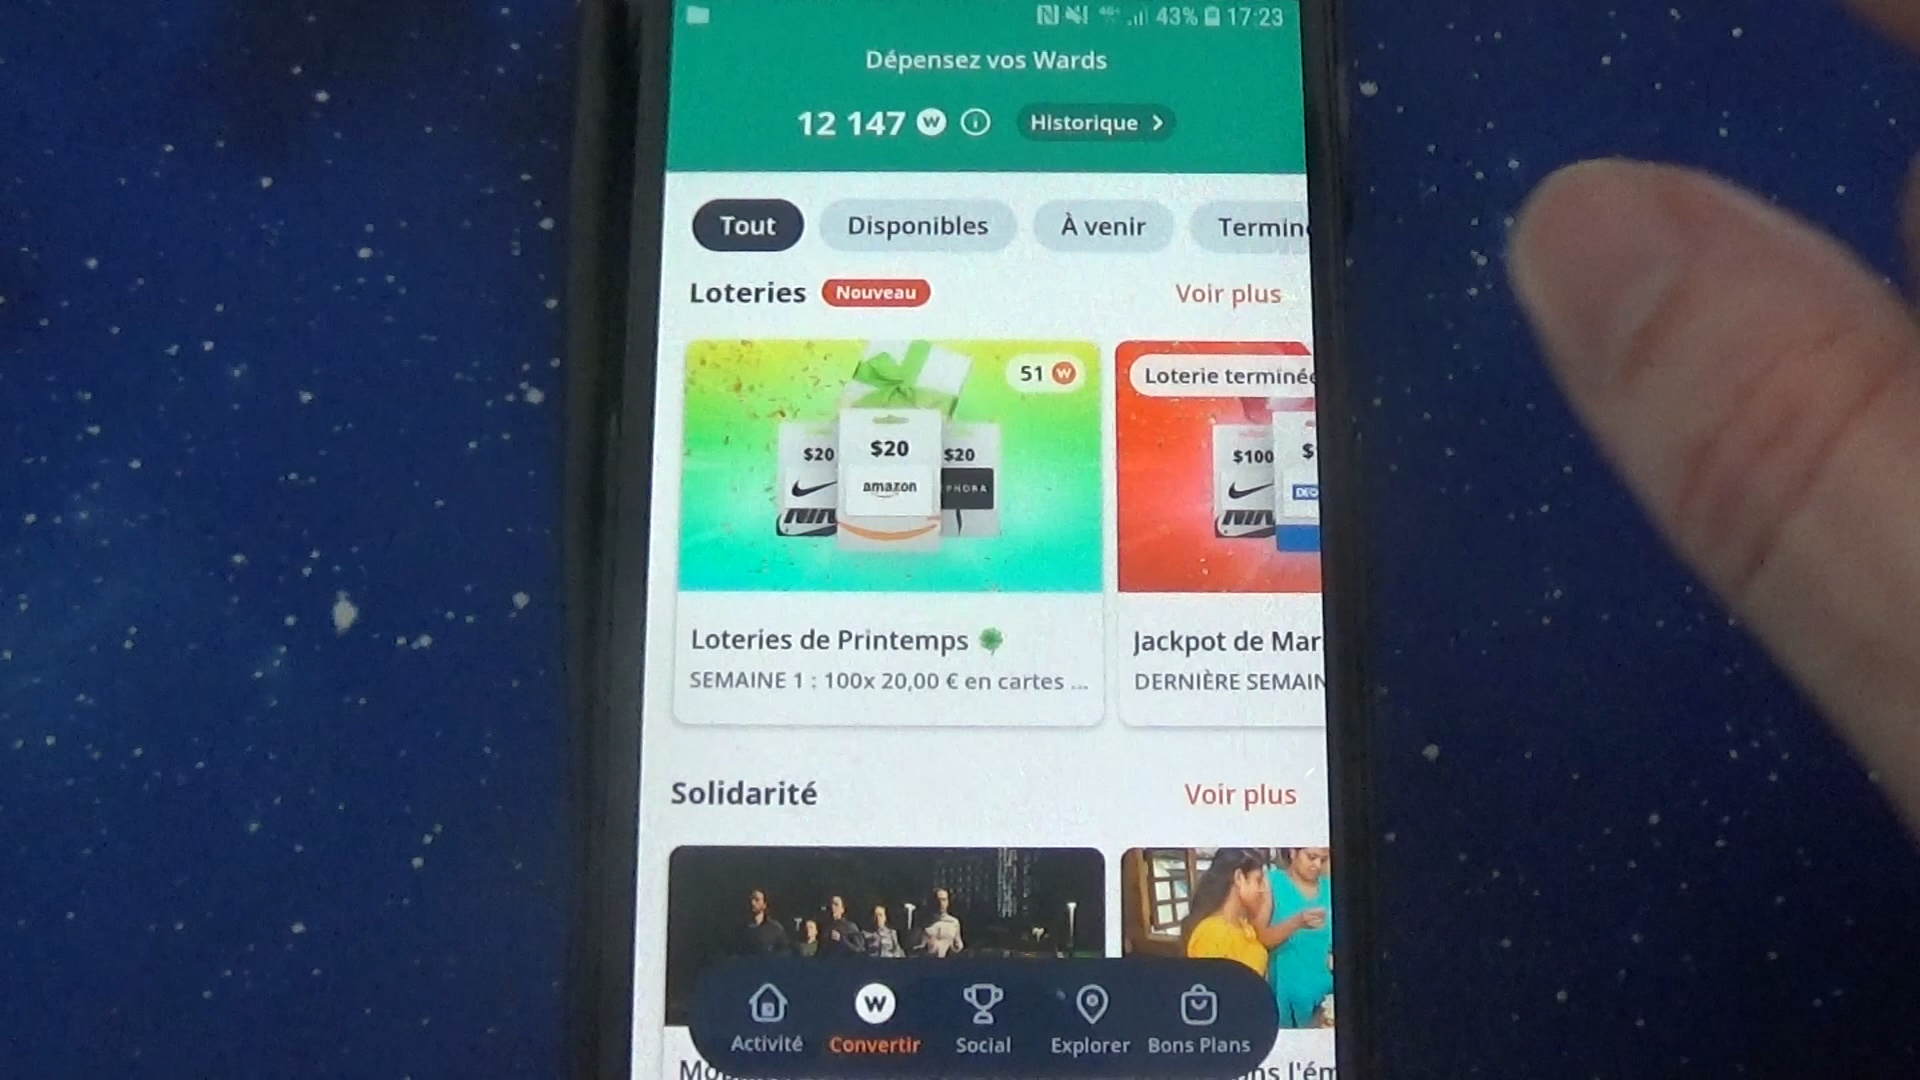 43% 17:23
Dépensez vos Wards
12 147 W Historique >
Tout Disponibles À venir
Loteries Nouveau Voir plus
51 W Loterie terminée
$20 $20 $20 $100
amazon
Loteries de Printemps Jackpot de Mar
SEMAINE 1 : 100x 20,00 € en cartes ... DERNIÈRE SEMAIN
Solidarité Voir plus
W
Activité Convertir Social Explorer Bons Plans